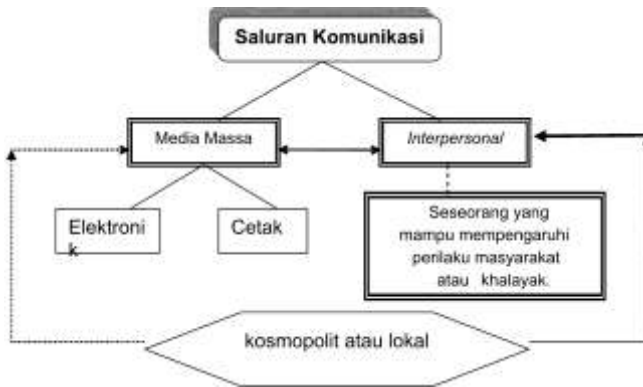 Saluran Komunikasi
Media Massa
Interpersonal
Elektroni
k
Cetak
Seseorang yang
mampu mempengaruhi
perilaku masyarakat
atau khalayak.
kosmopolit atau lokal